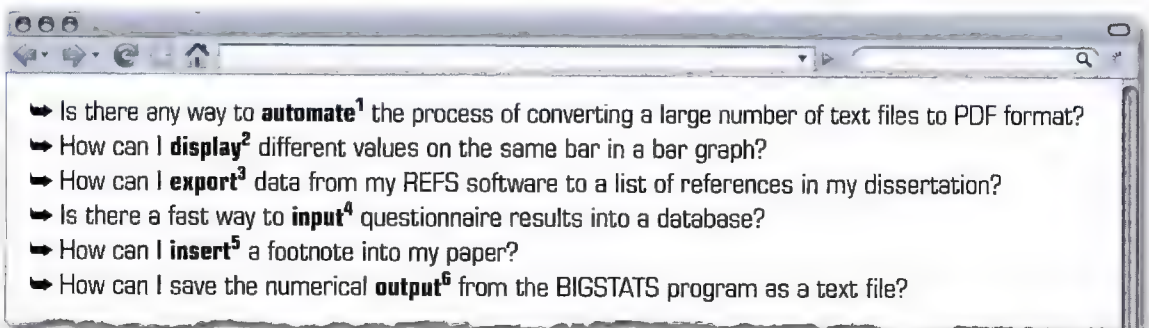 ➥ Is there any way to automate¹ the process of converting a large number of text files to PDF format?
➥ How can I display² different values on the same bar in a bar graph?
➥ How can I export³ data from my REFS software to a list of references in my dissertation?
➥ Is there a fast way to input⁴ questionnaire results into a database?
➥ How can I insert⁵ a footnote into my paper?
➥ How can I save the numerical output⁶ from the BIGSTATS program as a text file?